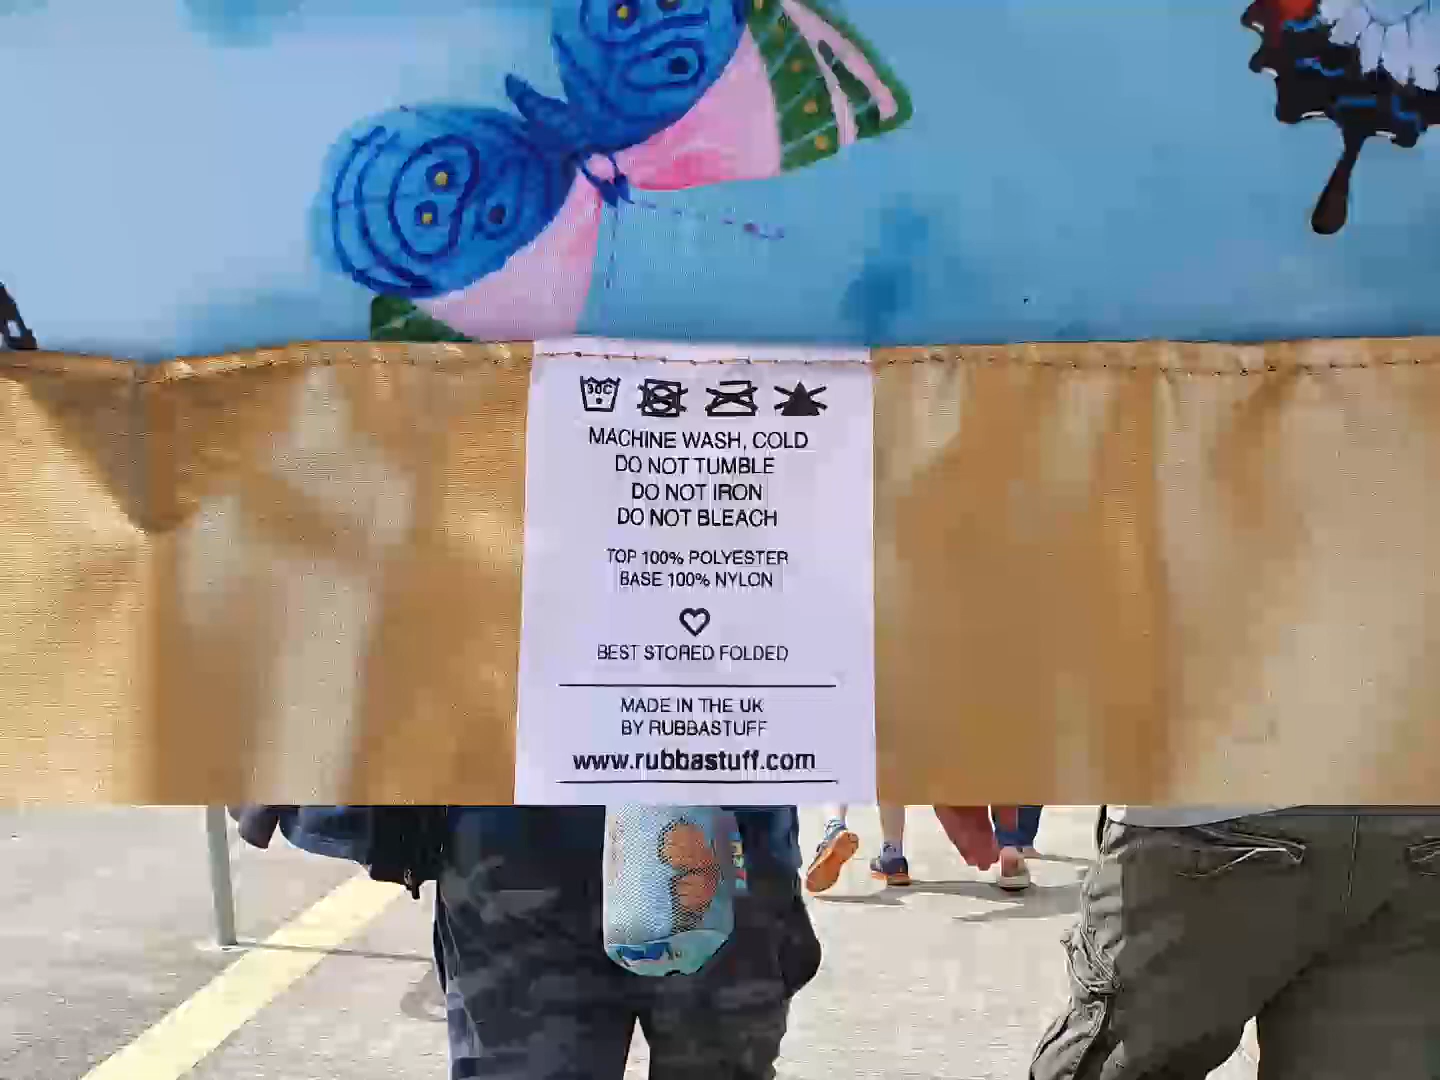 30C
MACHINE WASH, COLD
DO NOT TUMBLE
DO NOT IRON
DO NOT BLEACH
TOP 100% POLYESTER
BASE 100% NYLON
BEST STORED FOLDED
MADE IN THE UK
BY RUBBASTUFF
www.rubbastuff.com